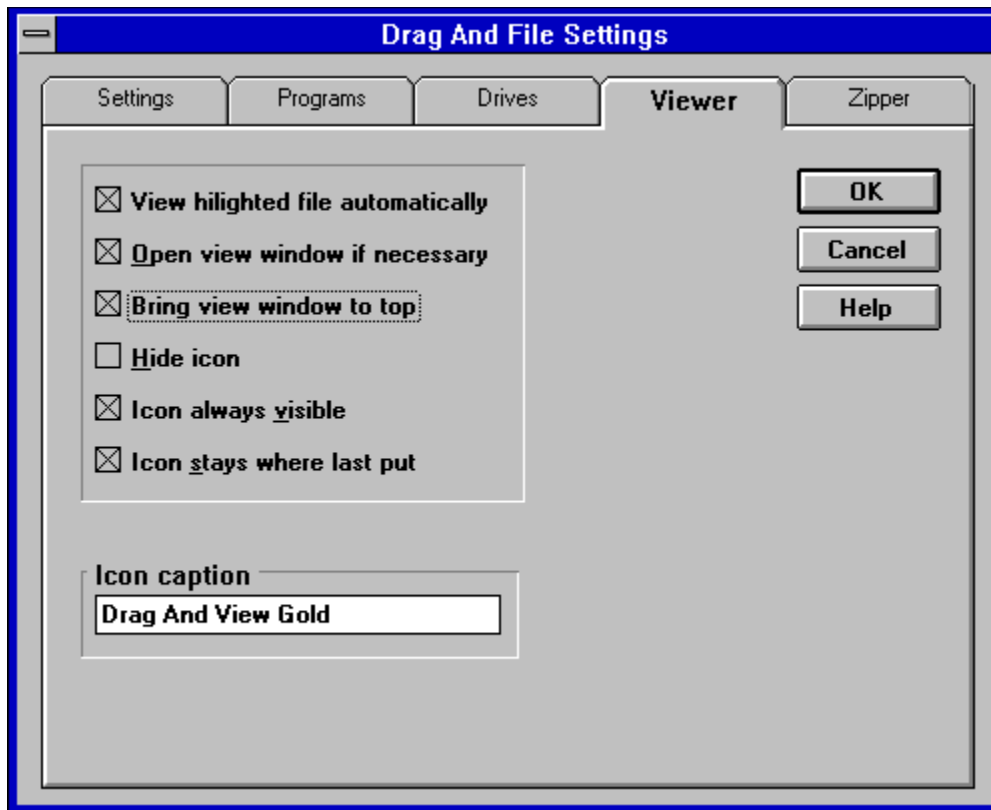 Drag And File Settings
Settings
Programs
Drives
Viewer
Zipper
View hilighted file automatically
Open view window if necessary
Bring view window to top
Hide icon
Icon always visible
Icon stays where last put
OK
Cancel
Help
Icon caption
Drag And View Gold